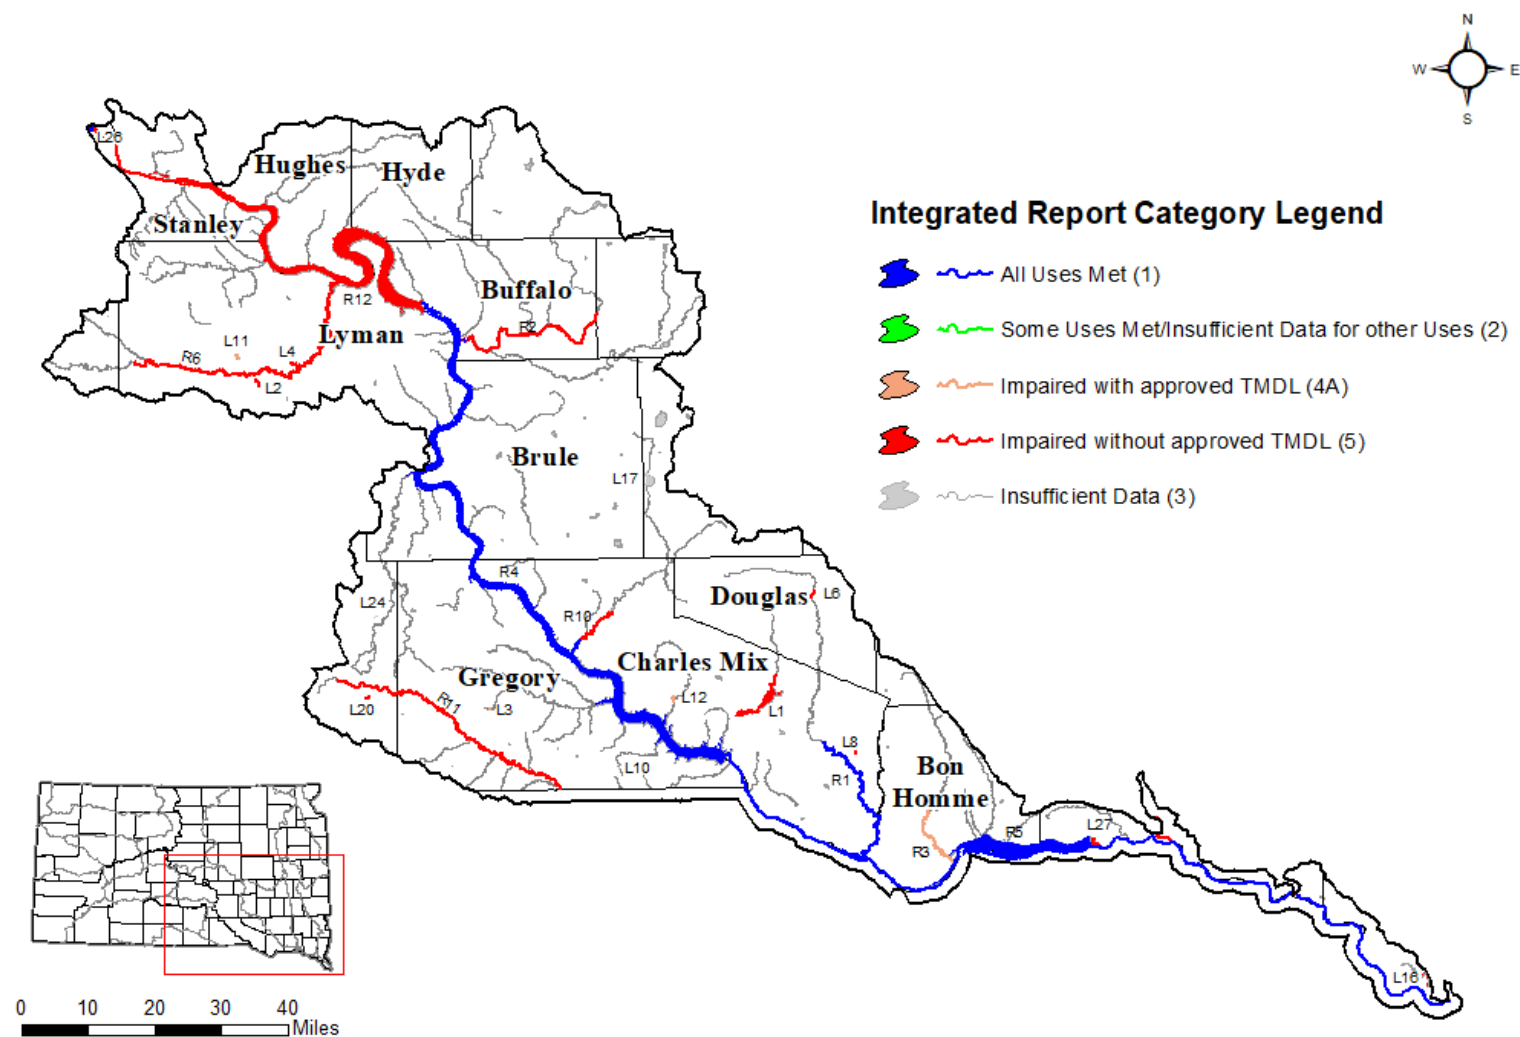 N
W E
S
L26
Hughes
Hyde
Stanley
Integrated Report Category Legend
All Uses Met (1)
Some Uses Met/Insufficient Data for other Uses (2)
Impaired with approved TMDL (4A)
Impaired without approved TMDL (5)
Insufficient Data (3)
Buffalo
R12
R2
Lyman
L11
L4
R6
L2
Brule
L17
R4
L24
Douglas
L6
R10
Charles Mix
Gregory
L12
L20
R11
L3
L1
L8
L10
R1
Bon
Homme
R5
L27
R3
L16
0 10 20 30 40
Miles